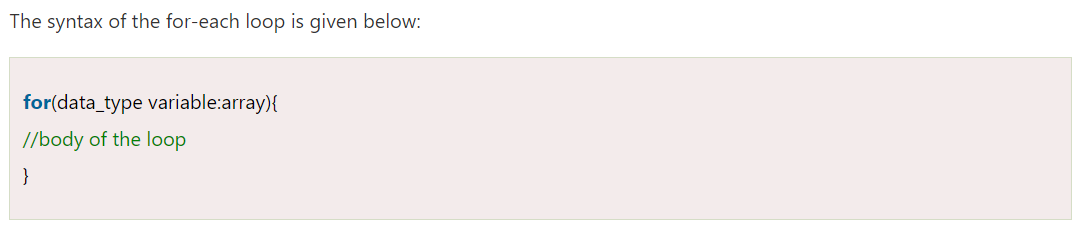 The syntax of the for-each loop is given below:
for(data_type variable:array){
//body of the loop
}